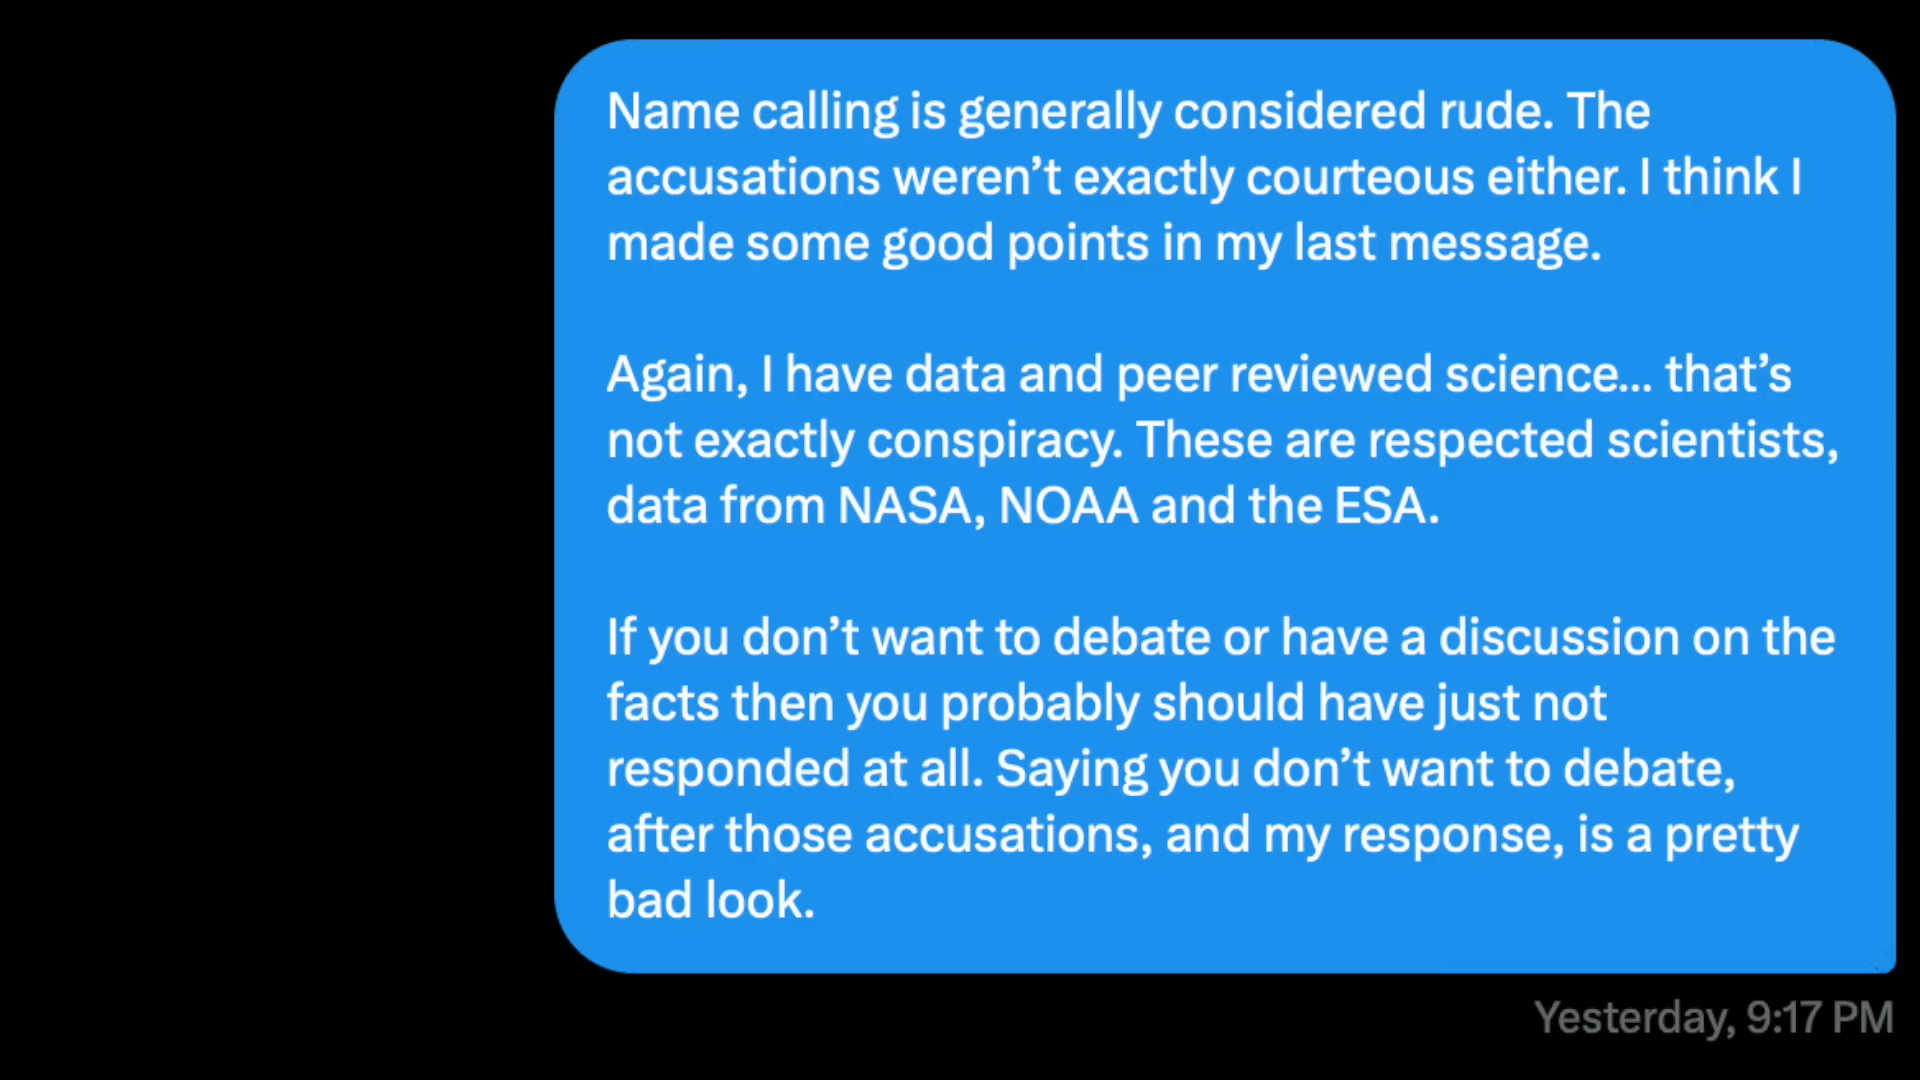 Name calling is generally considered rude. The
accusations weren’t exactly courteous either. I think I
made some good points in my last message.
Again, I have data and peer reviewed science... that’s
not exactly conspiracy. These are respected scientists,
data from NASA, NOAA and the ESA.
If you don’t want to debate or have a discussion on the
facts then you probably should have just not
responded at all. Saying you don’t want to debate,
after those accusations, and my response, is a pretty
bad look.
Yesterday, 9:17 PM